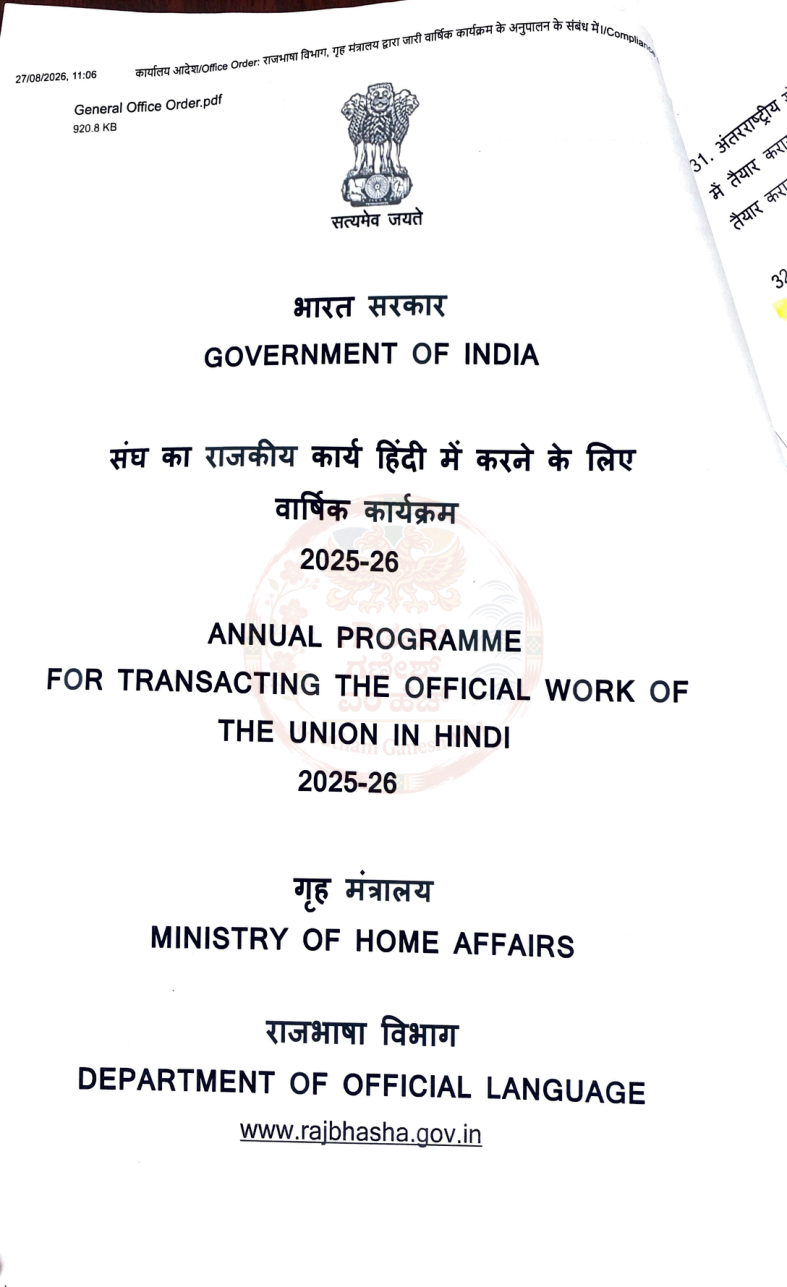 27/08/2026, 11:06
कार्यालय आदेश/Office Order: राजभाषा विभाग, गृह मंत्रालय द्वारा जारी वार्षिक कार्यक्रम के अनुपालन के संबंध में।/Compliance
General Office Order.pdf
920.8 KB
सत्यमेव जयते
भारत सरकार
GOVERNMENT OF INDIA
संघ का राजकीय कार्य हिंदी में करने के लिए
वार्षिक कार्यक्रम
2025-26
ANNUAL PROGRAMME
FOR TRANSACTING THE OFFICIAL WORK OF
THE UNION IN HINDI
2025-26
गृह मंत्रालय
MINISTRY OF HOME AFFAIRS
राजभाषा विभाग
DEPARTMENT OF OFFICIAL LANGUAGE
www.rajbhasha.gov.in
31. अंतरराष्ट्रीय
में तैयार
तैयार
32